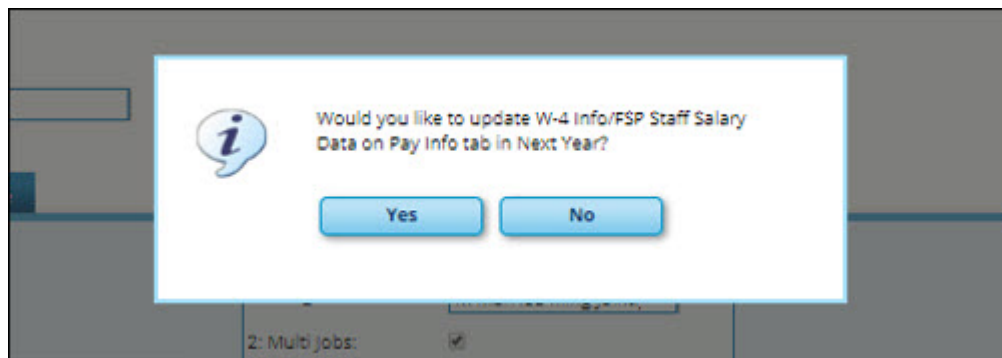 Would you like to update W-4 Info/FSP Staff Salary
Data on Pay Info tab in Next Year?
Yes No
2: Multi Jobs: